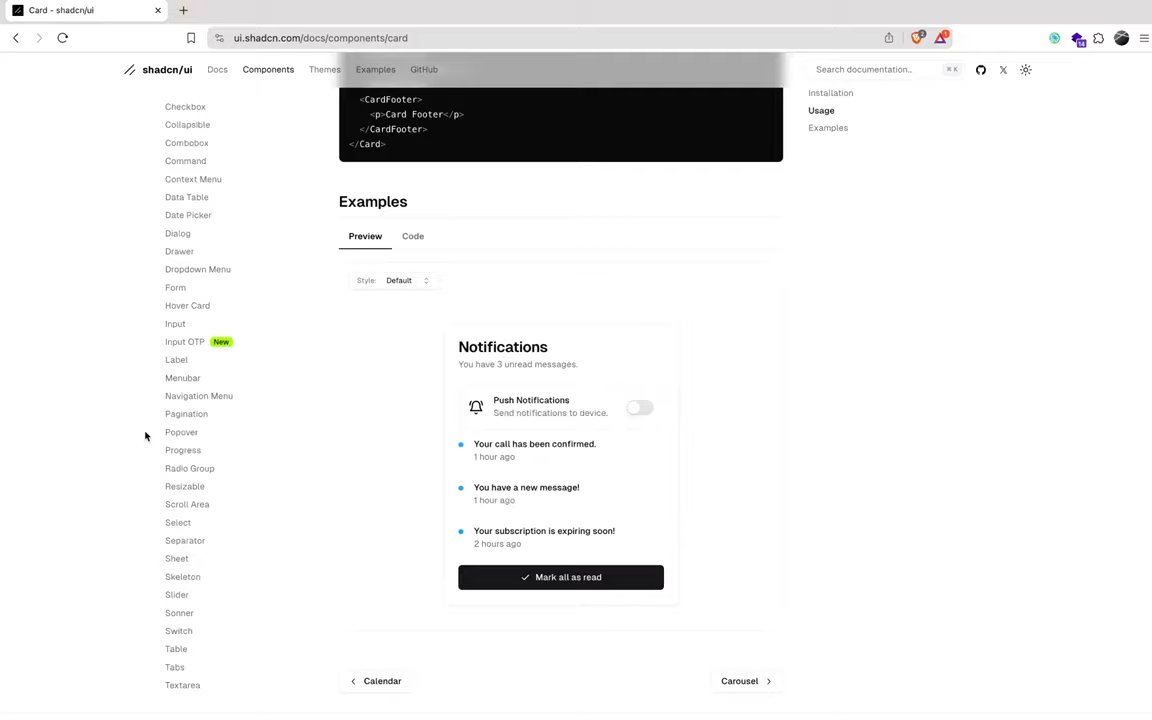 Card - shadcn/ui
ui.shadcn.com/docs/components/card
2
1
14
shadcn/ui
Docs
Components
Themes
Examples
GitHub
Search documentation...
⌘ K
Checkbox
Collapsible
Combobox
Command
Context Menu
Data Table
Date Picker
Dialog
Drawer
Dropdown Menu
Form
Hover Card
Input
Input OTP New
Label
Menubar
Navigation Menu
Pagination
Popover
Progress
Radio Group
Resizable
Scroll Area
Select
Separator
Sheet
Skeleton
Slider
Sonner
Switch
Table
Tabs
Textarea
<CardFooter>
<p>Card Footer</p>
</CardFooter>
</Card>
Examples
Preview
Code
Style: Default
Notifications
You have 3 unread messages.
Push Notifications
Send notifications to device.
Your call has been confirmed.
1 hour ago
You have a new message!
1 hour ago
Your subscription is expiring soon!
2 hours ago
Mark all as read
Calendar
Carousel
Installation
Usage
Examples